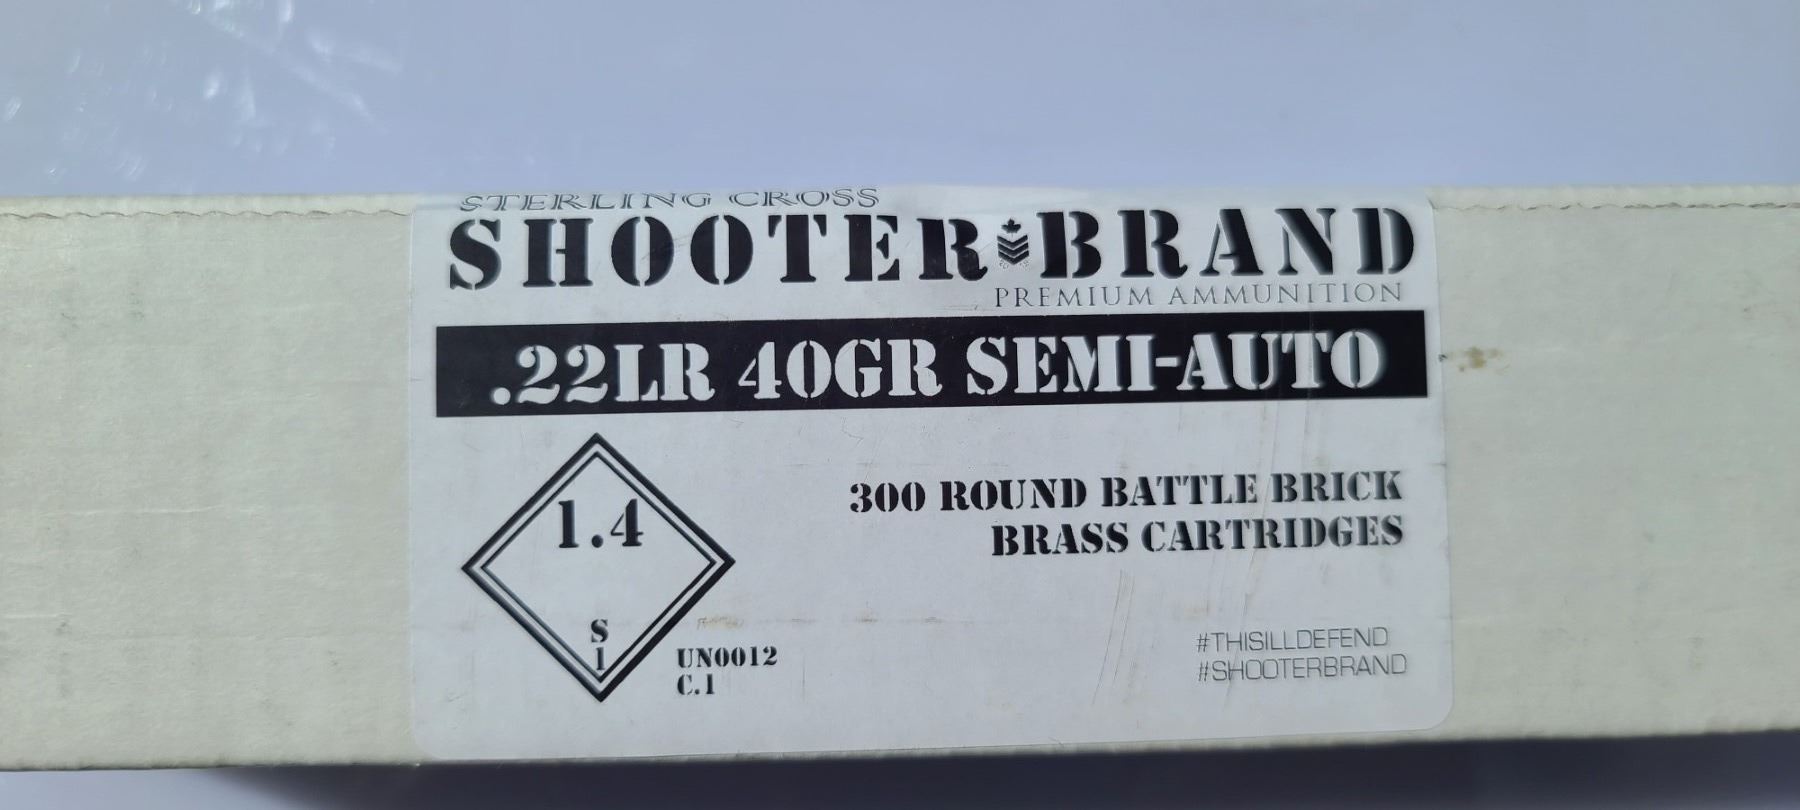 STERLING CROSS
SHOOTER BRAND
PREMIUM AMMUNITION
.22LR 40GR SEMI-AUTO
1.4
S
1
UN0012
C.1
300 ROUND BATTLE BRICK
BRASS CARTRIDGES
#THISILLDEFEND
#SHOOTERBRAND